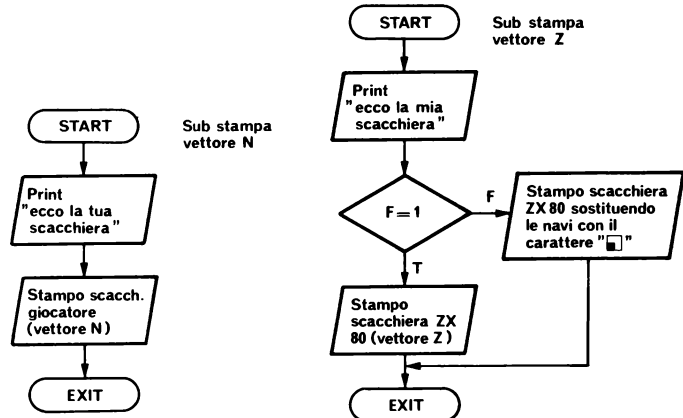 START
Sub stampa
vettore N
Print
"ecco la tua
scacchiera"
Stampo scacch.
giocatore
(vettore N)
EXIT
START
Sub stampa
vettore Z
Print
"ecco la mia
scacchiera"
F=1
F
T
Stampo scacchiera
ZX80 sostituendo
le navi con il
carattere "▖"
Stampo
scacchiera ZX
80 (vettore Z)
EXIT